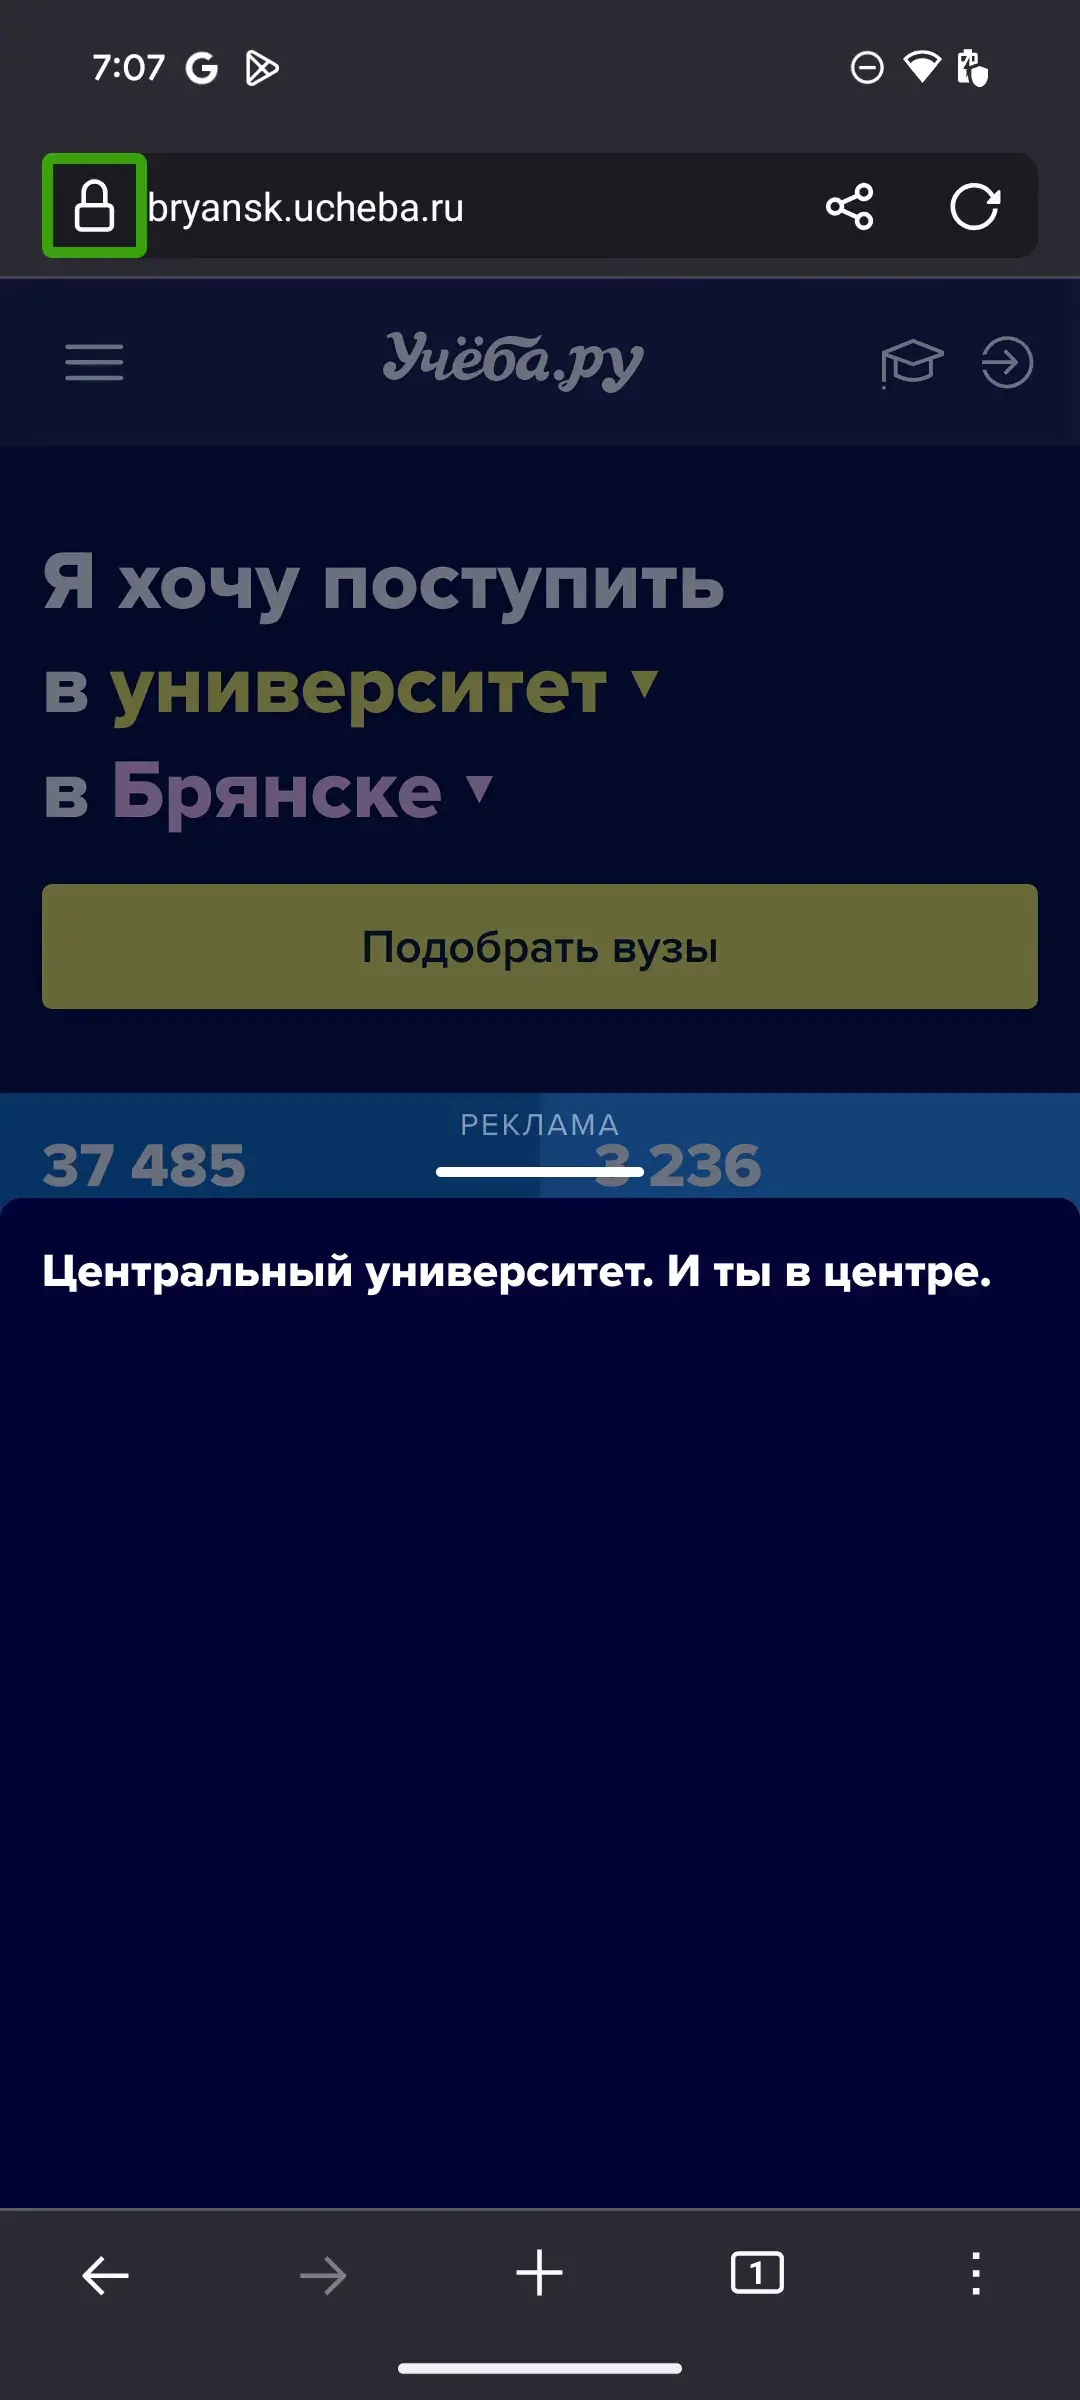 7:07
bryansk.ucheba.ru
Учёба.ру
Я хочу поступить
в университет
в Брянске
Подобрать вузы
РЕКЛАМА
37 485
3 236
Центральный университет. И ты в центре.
1